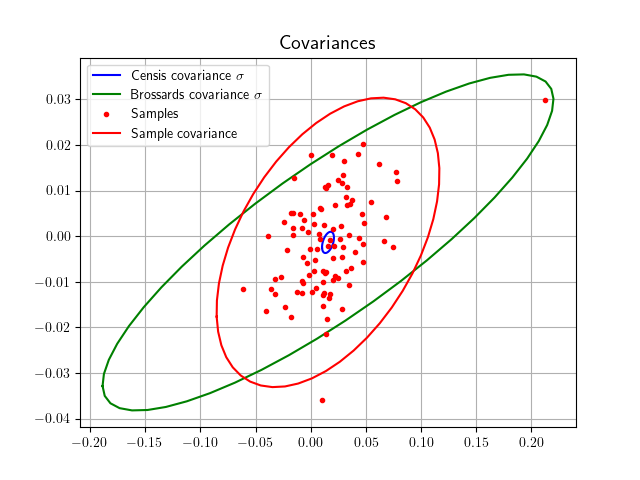 Covariances
Censis covariance σ
Brossards covariance σ
Samples
Sample covariance
0.03
0.02
0.01
0.00
−0.01
−0.02
−0.03
−0.04
−0.20 −0.15 −0.10 −0.05 0.00 0.05 0.10 0.15 0.20